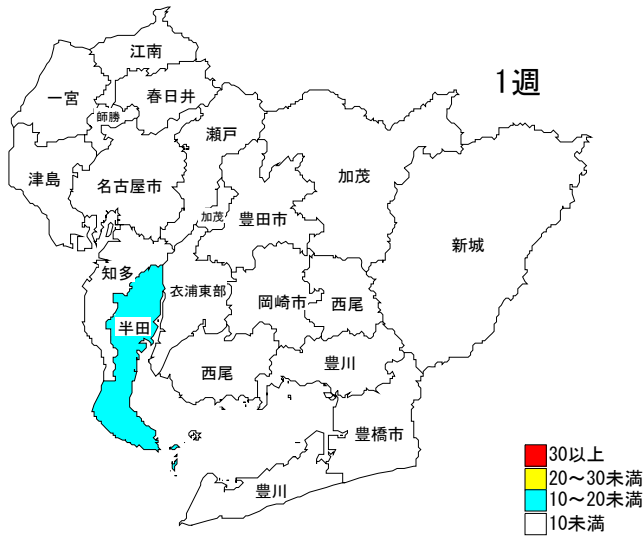 江南
1週
一宮
春日井
師勝
瀬戸
津島
名古屋市
加茂
加茂
豊田市
新城
知多
衣浦東部
岡崎市
西尾
半田
西尾
豊川
豊橋市
豊川
30以上
20～30未満
10～20未満
10未満